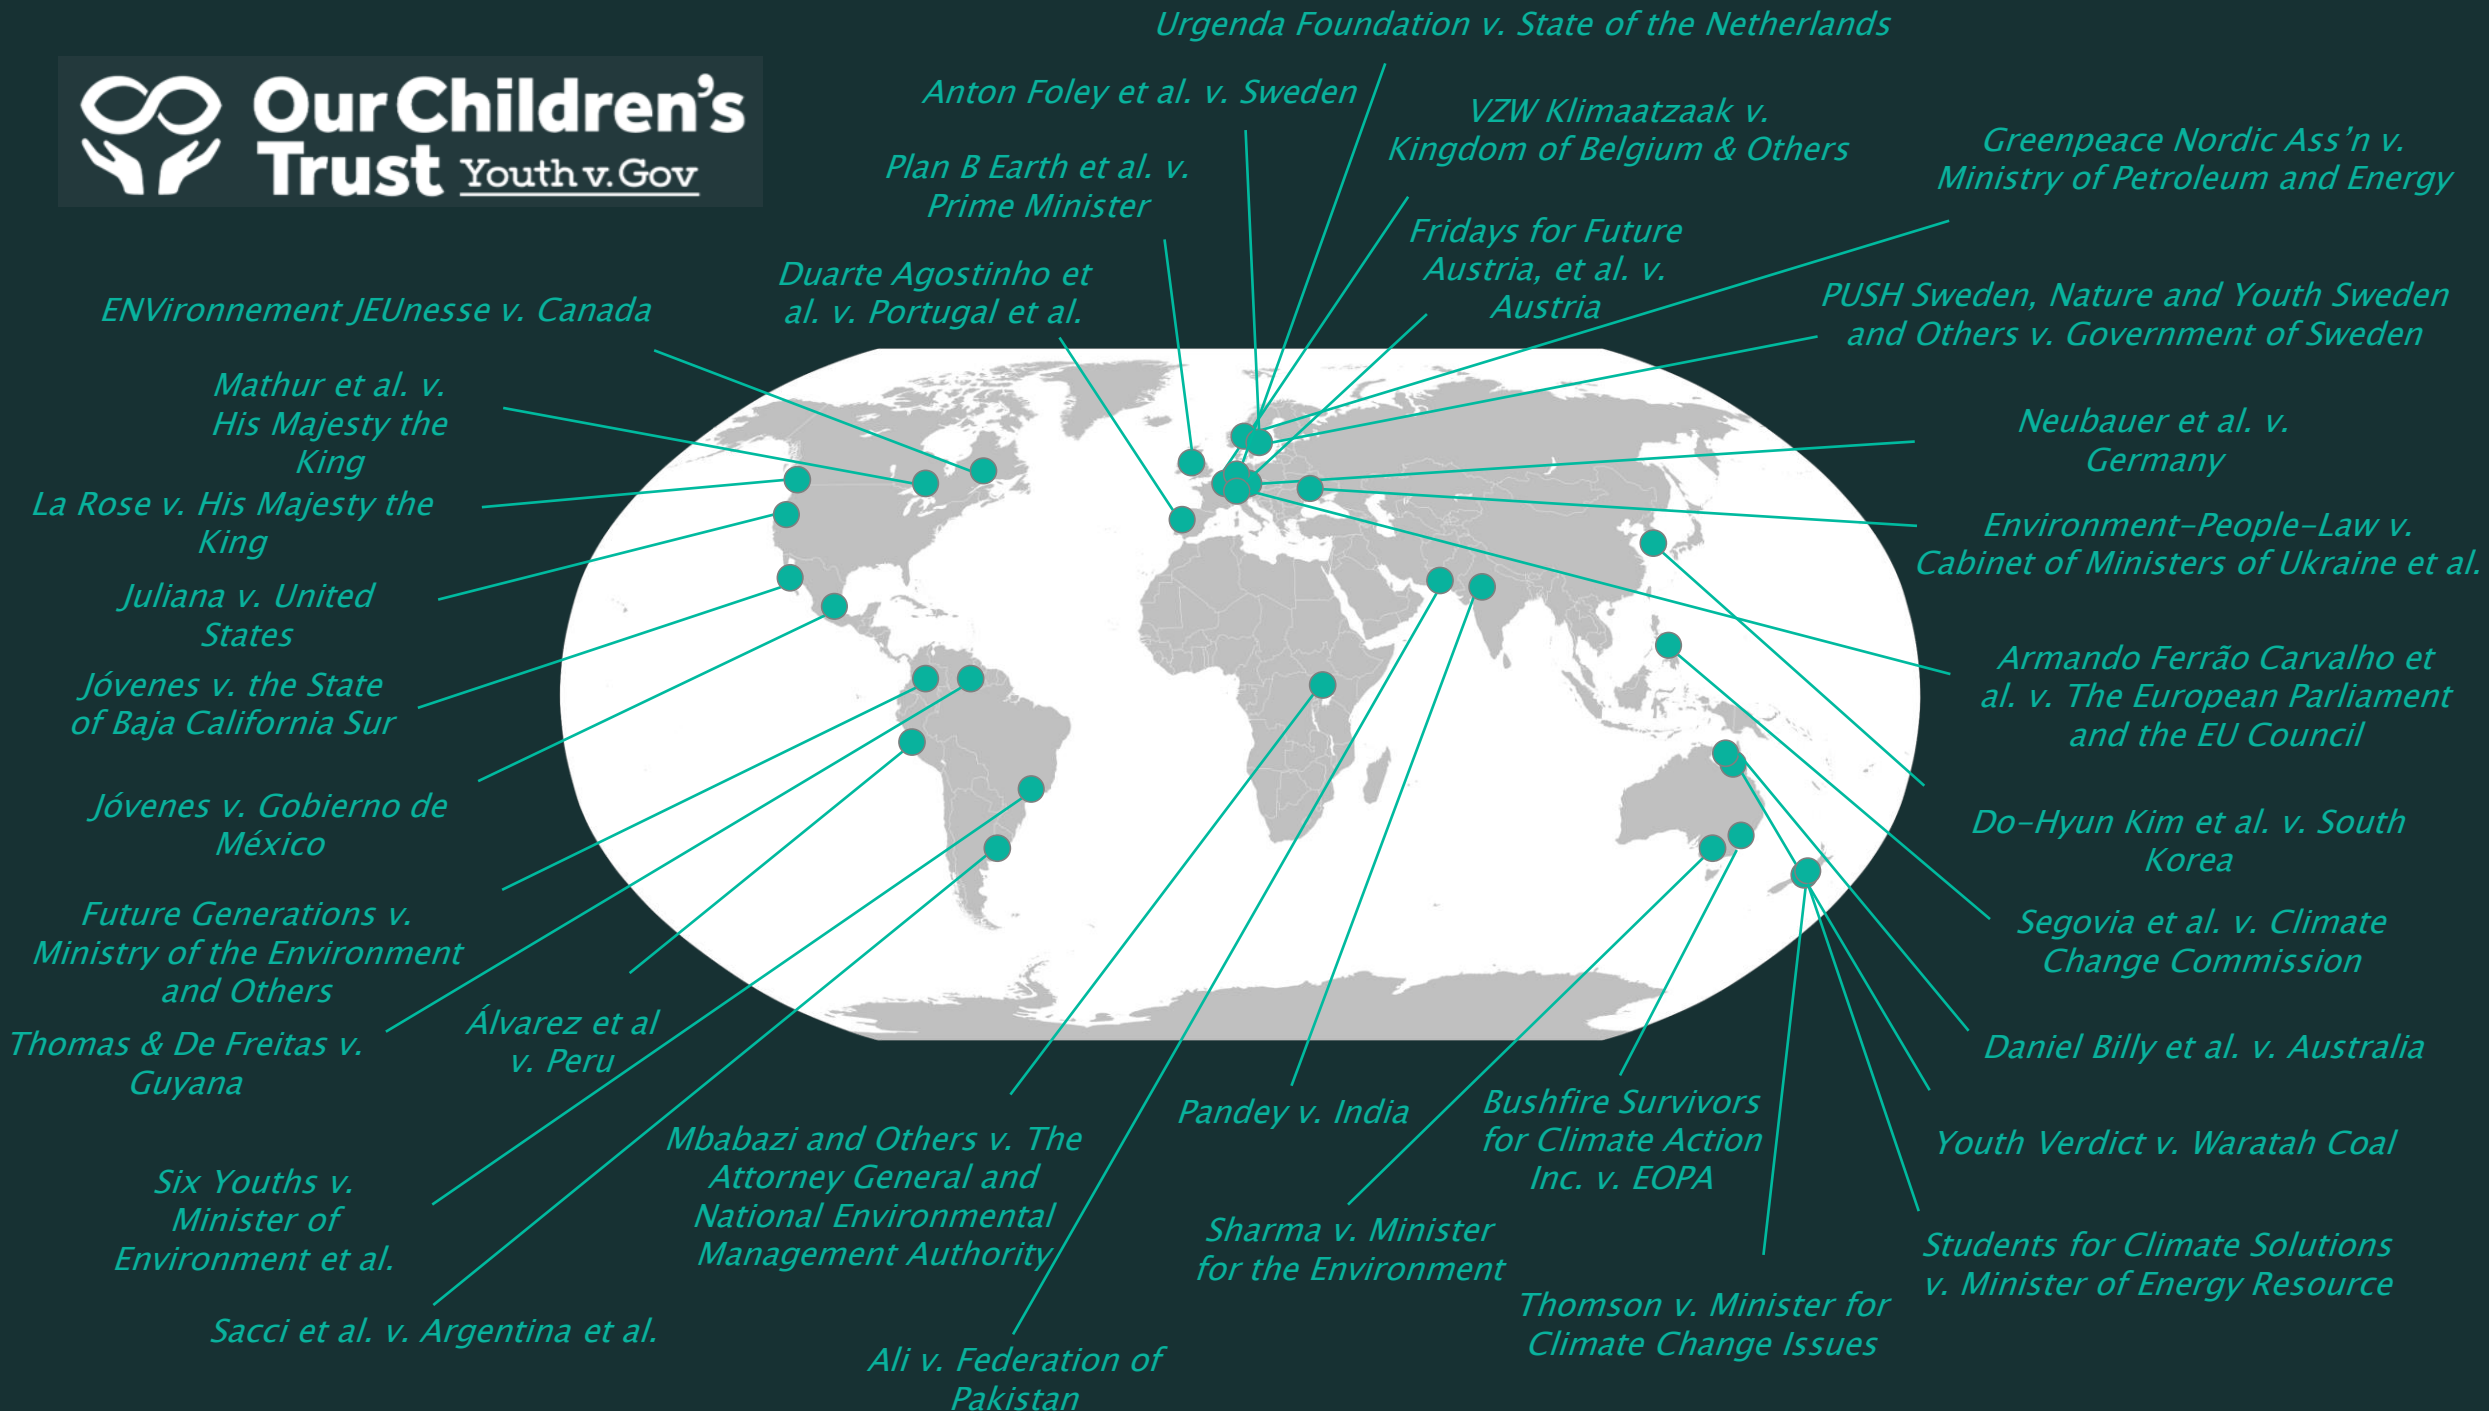 Our Children's
Trust Youth v. Gov
Urgenda Foundation v. State of the Netherlands
Anton Foley et al. v. Sweden
VZW Klimaatzaak v.
Kingdom of Belgium & Others
Greenpeace Nordic Ass’n v.
Ministry of Petroleum and Energy
Plan B Earth et al. v.
Prime Minister
Fridays for Future
Austria, et al. v.
Austria
Duarte Agostinho et
al. v. Portugal et al.
PUSH Sweden, Nature and Youth Sweden
and Others v. Government of Sweden
ENVironnement JEUnesse v. Canada
Mathur et al. v.
His Majesty the
King
Neubauer et al. v.
Germany
La Rose v. His Majesty the
King
Environment-People-Law v.
Cabinet of Ministers of Ukraine et al.
Juliana v. United
States
Jóvenes v. the State
of Baja California Sur
Armando Ferrão Carvalho et
al. v. The European Parliament
and the EU Council
Jóvenes v. Gobierno de
México
Do-Hyun Kim et al. v. South
Korea
Future Generations v.
Ministry of the Environment
and Others
Segovia et al. v. Climate
Change Commission
Thomas & De Freitas v.
Guyana
Álvarez et al
v. Peru
Daniel Billy et al. v. Australia
Pandey v. India
Bushfire Survivors
for Climate Action
Inc. v. EOPA
Mbabazi and Others v. The
Attorney General and
National Environmental
Management Authority
Youth Verdict v. Waratah Coal
Six Youths v.
Minister of
Environment et al.
Sharma v. Minister
for the Environment
Students for Climate Solutions
v. Minister of Energy Resource
Sacci et al. v. Argentina et al.
Thomson v. Minister for
Climate Change Issues
Ali v. Federation of
Pakistan